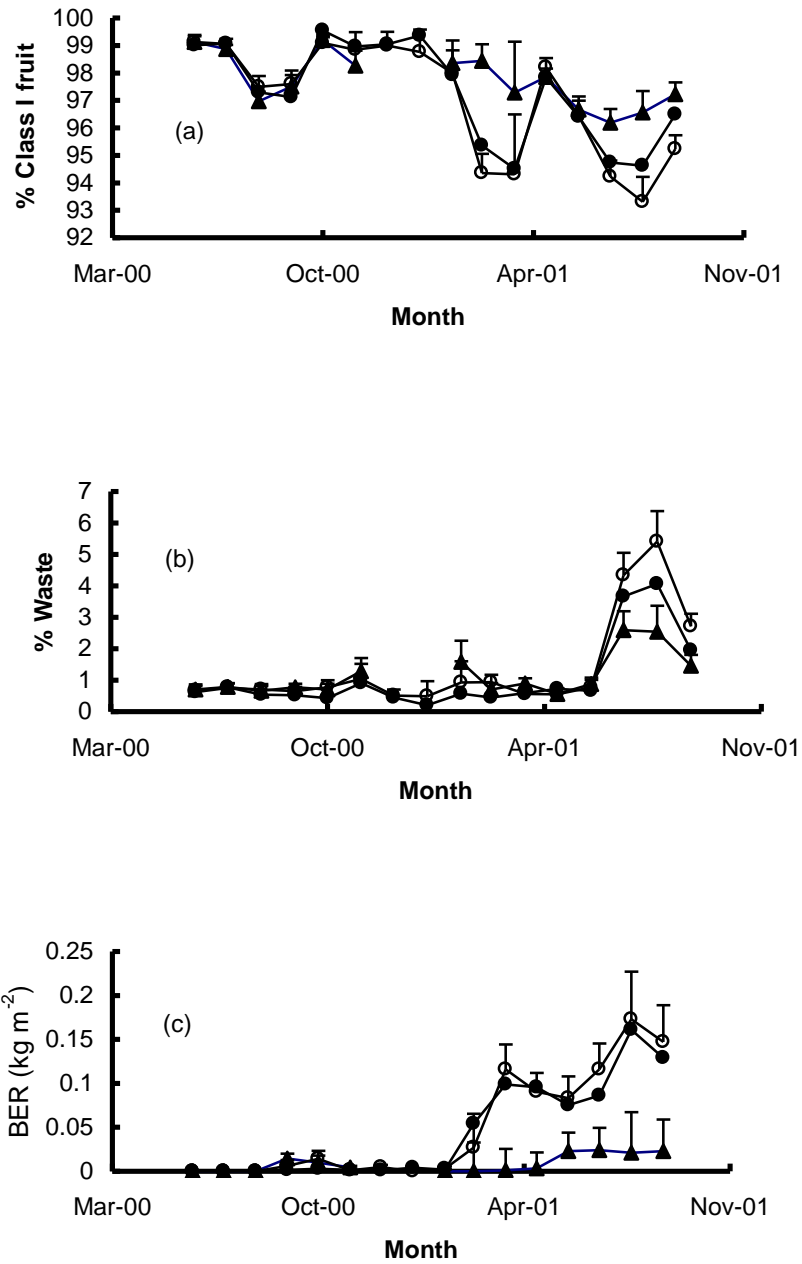 100
99
98
97
96
95
94
93
92
% Class I fruit
(a)
Mar-00 Oct-00 Apr-01 Nov-01
Month
7
6
5
4
3
2
1
0
% Waste
(b)
Mar-00 Oct-00 Apr-01 Nov-01
Month
0.25
0.2
0.15
0.1
0.05
0
BER (kg m⁻²)
(c)
Mar-00 Oct-00 Apr-01 Nov-01
Month